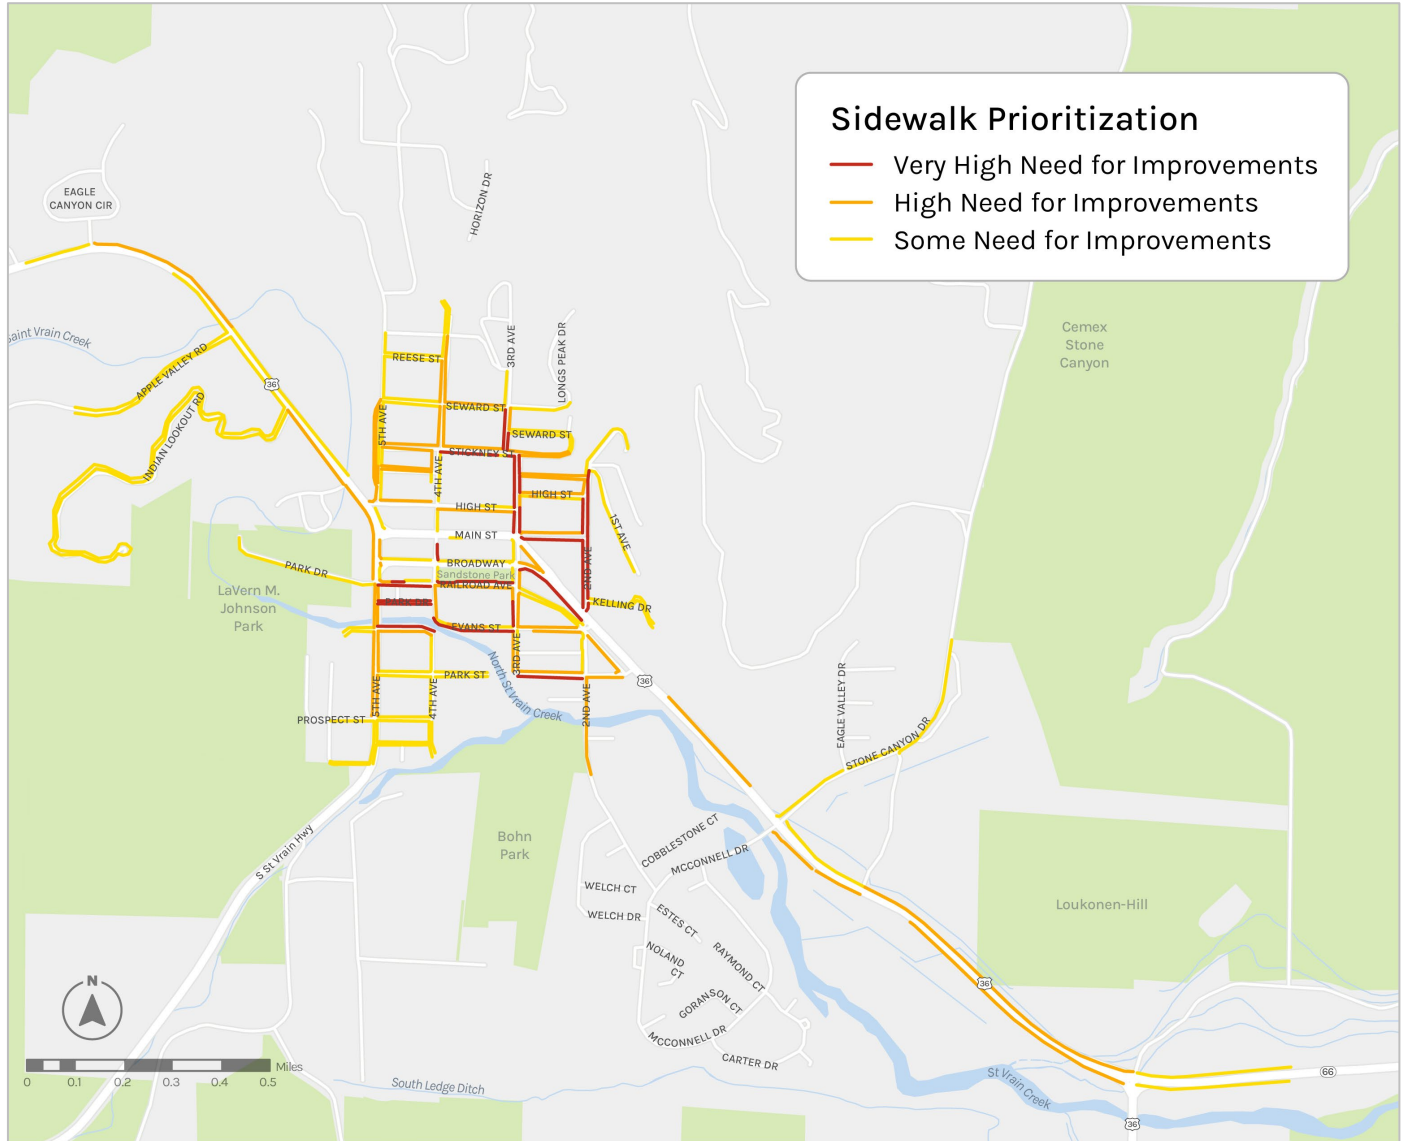 Sidewalk Prioritization
Very High Need for Improvements
High Need for Improvements
Some Need for Improvements
EAGLE
CANYON CIR
HORIZON DR
Saint Vrain Creek
APPLE VALLEY RD
36
INDIAN LOOKOUT RD
REESE ST
3RD AVE
LONGS PEAK DR
5TH AVE
SEWARD ST
SEWARD ST
STICKNEY ST
4TH AVE
HIGH ST
HIGH ST
MAIN ST
1ST AVE
2ND AVE
BROADWAY
Sandstone Park
RAILROAD AVE
PARK DR
PARK DR
KELLING DR
EVANS ST
3RD AVE
LaVern M.
Johnson
Park
North St Vrain Creek
PARK ST
36
5TH AVE
4TH AVE
2ND AVE
PROSPECT ST
Cemex
Stone
Canyon
EAGLE VALLEY DR
STONE CANYON DR
S St Vrain Hwy
Bohn
Park
COBBLESTONE CT
MCCONNELL DR
WELCH CT
WELCH DR
ESTES CT
NOLAND
CT
RAYMOND CT
GORANSON CT
MCCONNELL DR
CARTER DR
Loukonen-Hill
36
66
St Vrain Creek
36
South Ledge Ditch
N
Miles
0 0.1 0.2 0.3 0.4 0.5